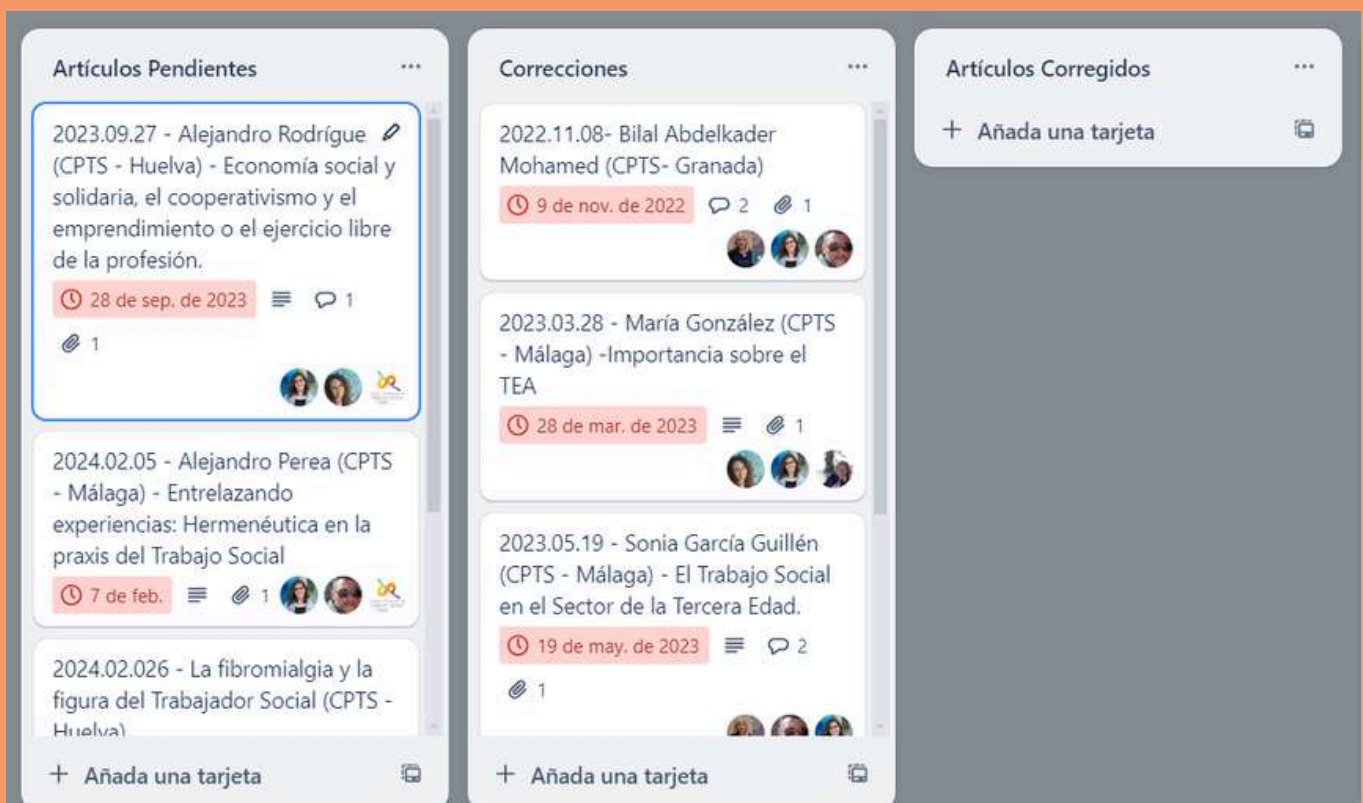 Artículos Pendientes
2023.09.27 - Alejandro Rodrígue
(CPTS - Huelva) - Economía social y
solidaria, el cooperativismo y el
emprendimiento o el ejercicio libre
de la profesión.
28 de sep. de 2023 1
1
2024.02.05 - Alejandro Perea (CPTS
- Málaga) - Entrelazando
experiencias: Hermenéutica en la
praxis del Trabajo Social
7 de feb. 1
2024.02.026 - La fibromialgia y la
figura del Trabajador Social (CPTS -
Huelva)
+ Añada una tarjeta
Correcciones
2022.11.08- Bilal Abdelkader
Mohamed (CPTS- Granada)
9 de nov. de 2022 2 1
2023.03.28 - María González (CPTS
- Málaga) -Importancia sobre el
TEA
28 de mar. de 2023 1
2023.05.19 - Sonia García Guillén
(CPTS - Málaga) - El Trabajo Social
en el Sector de la Tercera Edad.
19 de may. de 2023 2
1
+ Añada una tarjeta
Artículos Corregidos
+ Añada una tarjeta